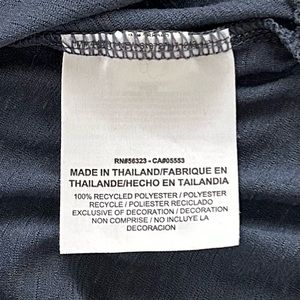 RN#56323 - CA#05553
MADE IN THAILAND/FABRIQUE EN
THAILANDE/HECHO EN TAILANDIA
100% RECYCLED POLYESTER / POLYESTER
RECYCLÉ / POLIESTER RECICLADO
EXCLUSIVE OF DECORATION / DECORATION
NON COMPRISE / NO INCLUYE LA
DECORACION